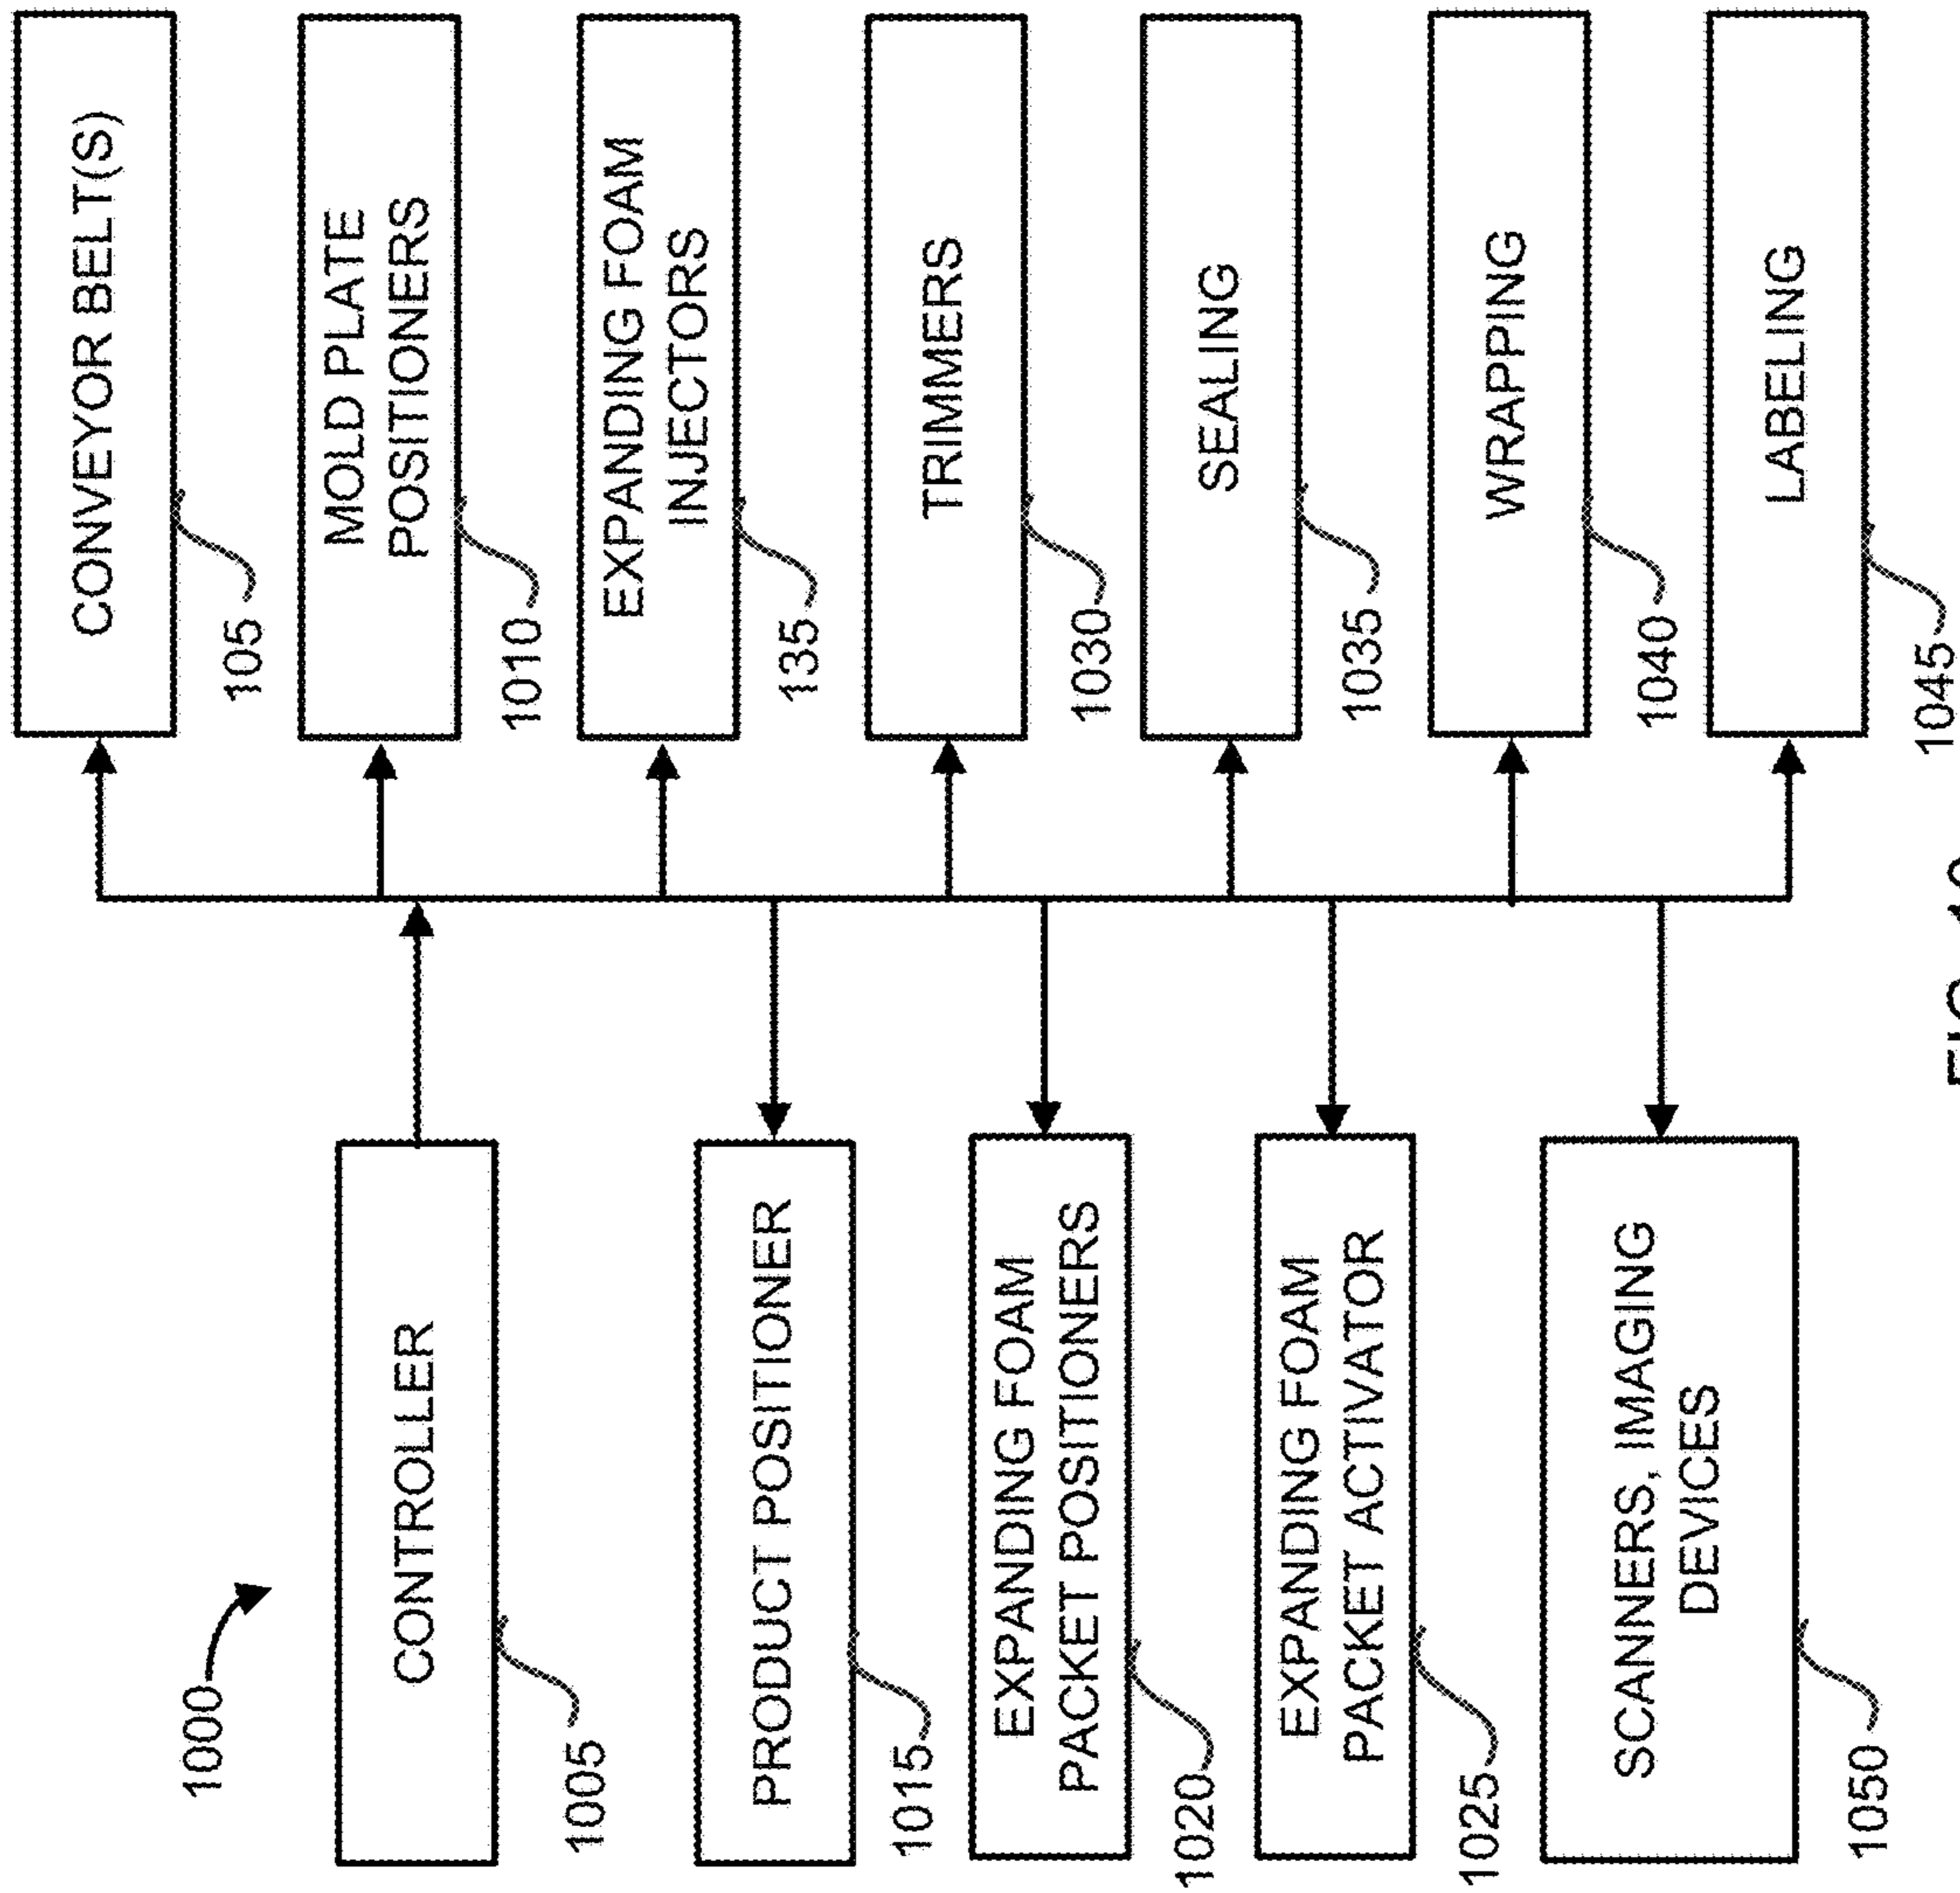 1000
CONTROLLER
1005
PRODUCT POSITIONER
1015
EXPANDING FOAM
PACKET POSITIONERS
1020
EXPANDING FOAM
PACKET ACTIVATOR
1025
SCANNERS, IMAGING
DEVICES
1050
CONVEYOR BELT(S)
105
MOLD PLATE
POSITIONERS
1010
EXPANDING FOAM
INJECTORS
135
TRIMMERS
1030
SEALING
1035
WRAPPING
1040
LABELING
1045